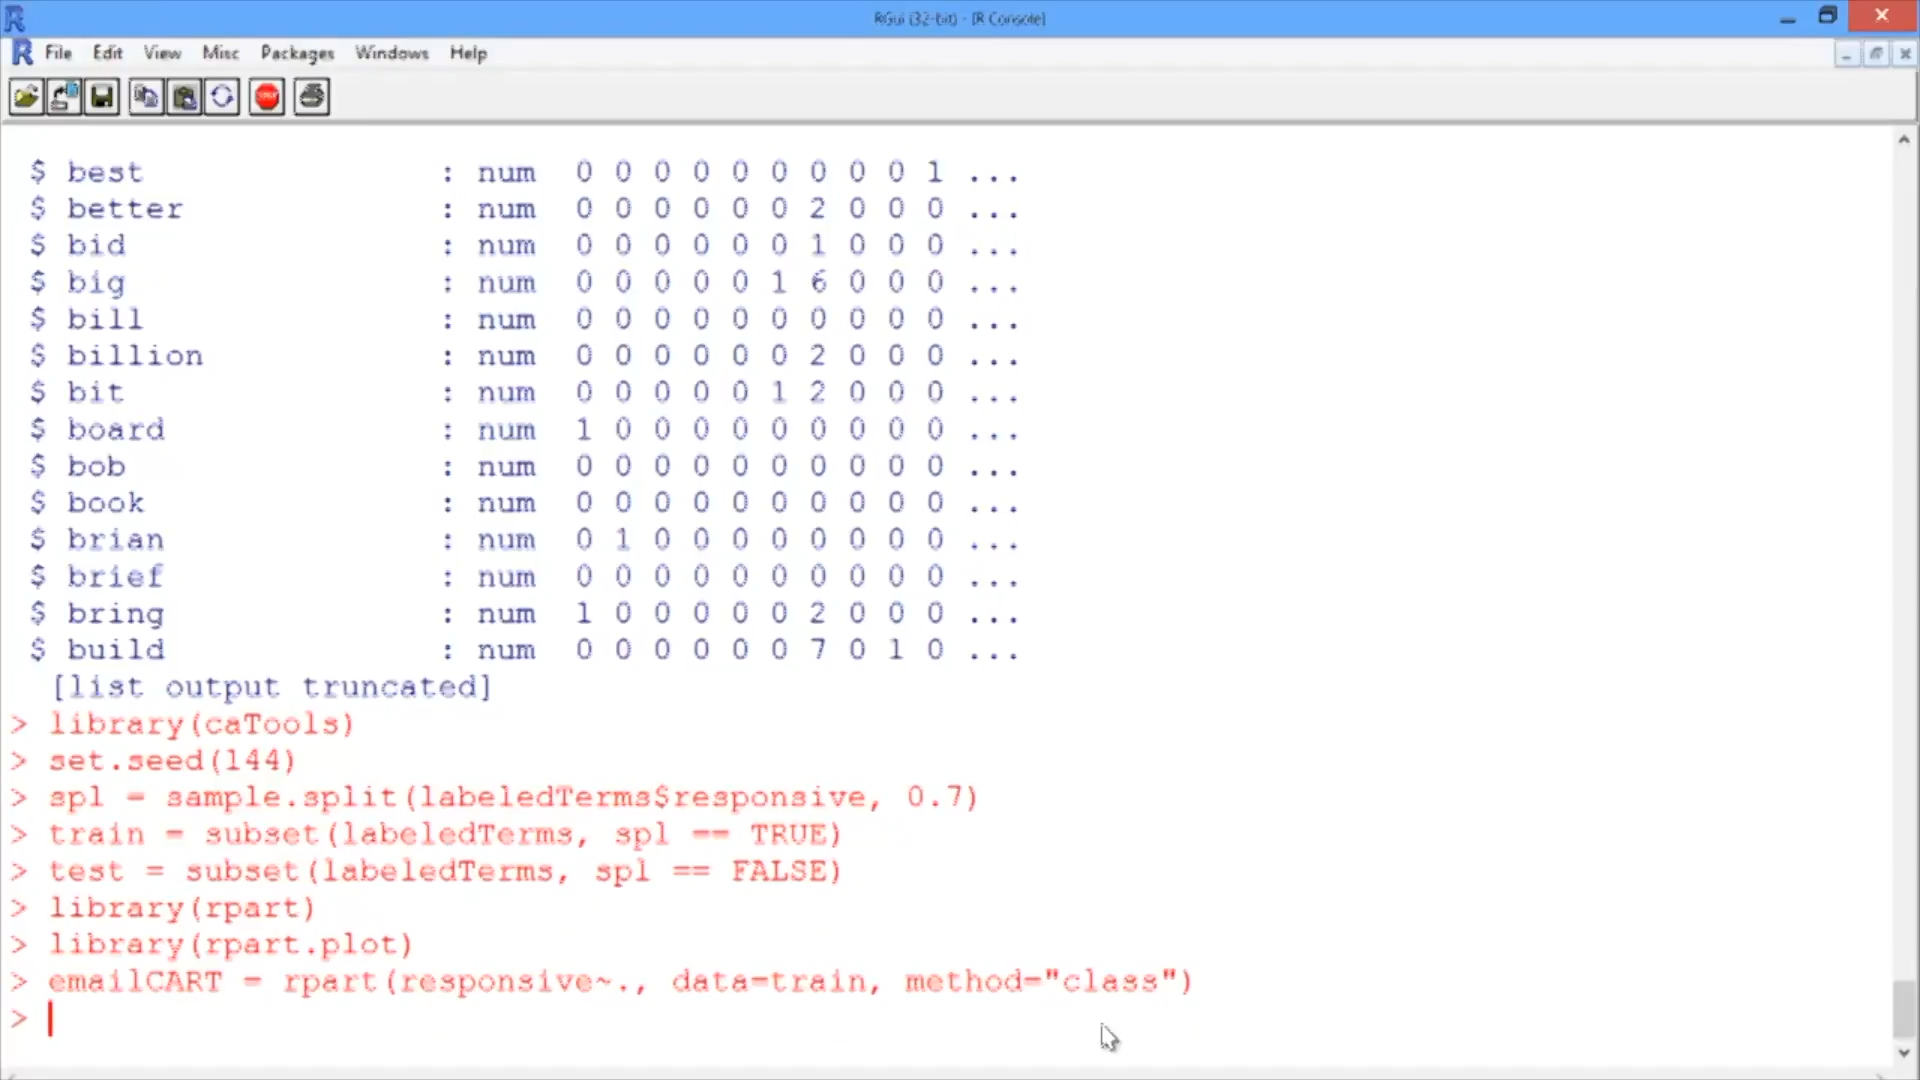 RGui (32-bit) - [R Console]
File Edit View Misc Packages Windows Help
STOP
$ best : num 0 0 0 0 0 0 0 0 0 1 ...
$ better : num 0 0 0 0 0 0 2 0 0 0 ...
$ bid : num 0 0 0 0 0 0 1 0 0 0 ...
$ big : num 0 0 0 0 0 1 6 0 0 0 ...
$ bill : num 0 0 0 0 0 0 0 0 0 0 ...
$ billion : num 0 0 0 0 0 0 2 0 0 0 ...
$ bit : num 0 0 0 0 0 1 2 0 0 0 ...
$ board : num 1 0 0 0 0 0 0 0 0 0 ...
$ bob : num 0 0 0 0 0 0 0 0 0 0 ...
$ book : num 0 0 0 0 0 0 0 0 0 0 ...
$ brian : num 0 1 0 0 0 0 0 0 0 0 ...
$ brief : num 0 0 0 0 0 0 0 0 0 0 ...
$ bring : num 1 0 0 0 0 0 2 0 0 0 ...
$ build : num 0 0 0 0 0 0 7 0 1 0 ...
[list output truncated]
> library(caTools)
> set.seed(144)
> spl = sample.split(labeledTerms$responsive, 0.7)
> train = subset(labeledTerms, spl == TRUE)
> test = subset(labeledTerms, spl == FALSE)
> library(rpart)
> library(rpart.plot)
> emailCART = rpart(responsive~., data=train, method="class")
>